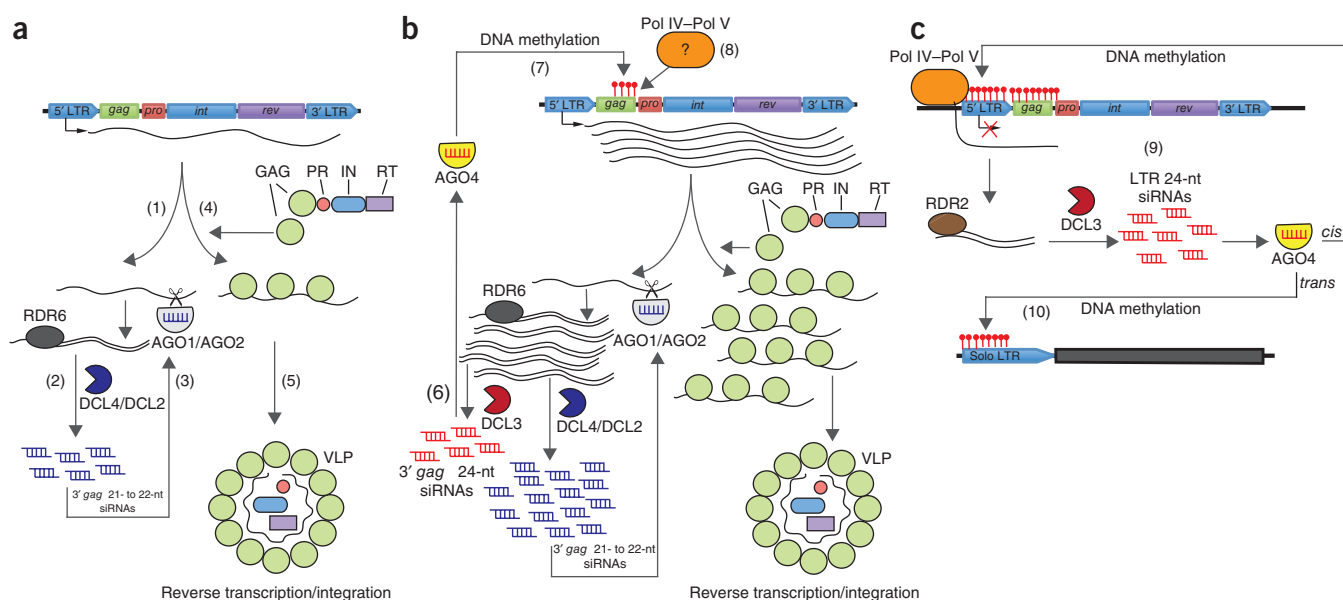 a
5′ LTR gag pro int rev 3′ LTR
GAG PR IN RT
(1) (4)
RDR6
AGO1/AGO2
(2) (3) (5)
DCL4/DCL2
3′ gag 21- to 22-nt
siRNAs
VLP
Reverse transcription/integration
b
Pol IV–Pol V
DNA methylation
? (8)
(7)
5′ LTR gag pro int rev 3′ LTR
AGO4
GAG PR IN RT
RDR6
AGO1/AGO2
(6)
DCL3
DCL4/DCL2
3′ gag 24-nt
siRNAs
3′ gag 21- to 22-nt
siRNAs
VLP
Reverse transcription/integration
c
Pol IV–Pol V
DNA methylation
5′ LTR gag pro int rev 3′ LTR
(9)
LTR 24-nt
siRNAs
RDR2
DCL3
AGO4
cis
trans
(10) DNA methylation
Solo LTR